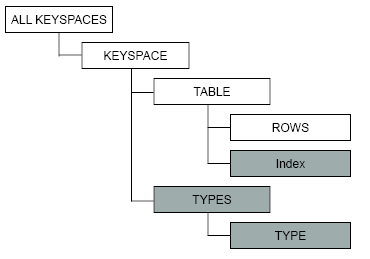 ALL KEYSPACES
KEYSPACE
TABLE
ROWS
Index
TYPES
TYPE